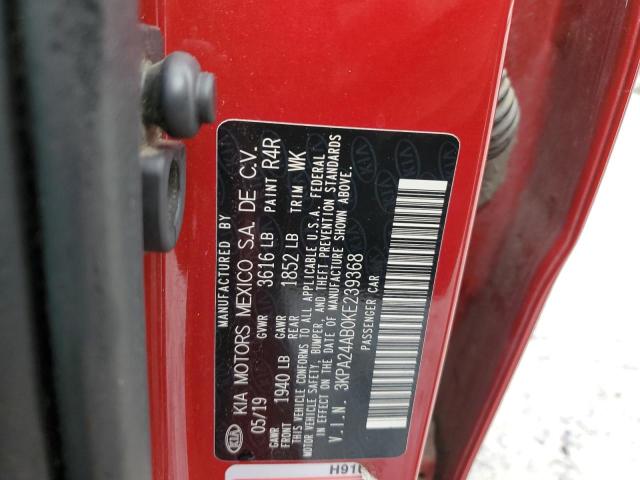 MANUFACTURED BY
KIA KIA MOTORS MEXICO S.A. DE C.V.
05/19 GVWR 3616 LB PAINT R4R
GAWR FRONT 1940 LB GAWR REAR 1852 LB TRIM WK
THIS VEHICLE CONFORMS TO ALL APPLICABLE U.S.A. FEDERAL
MOTOR VEHICLE SAFETY, BUMPER, AND THEFT PREVENTION STANDARDS
IN EFFECT ON THE DATE OF MANUFACTURE SHOWN ABOVE.
V.I.N. 3KPA24AB0KE239368
PASSENGER CAR
H91